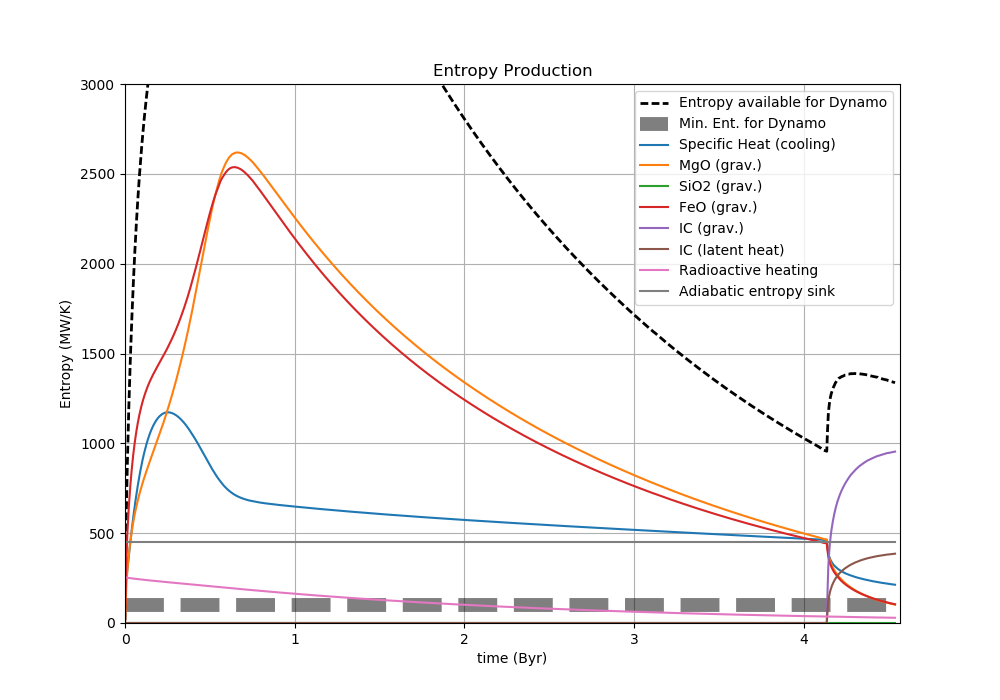 Entropy Production
3000
2500
2000
1500
1000
500
0
Entropy (MW/K)
0
1
2
3
4
time (Byr)
Entropy available for Dynamo
Min. Ent. for Dynamo
Specific Heat (cooling)
MgO (grav.)
SiO2 (grav.)
FeO (grav.)
IC (grav.)
IC (latent heat)
Radioactive heating
Adiabatic entropy sink